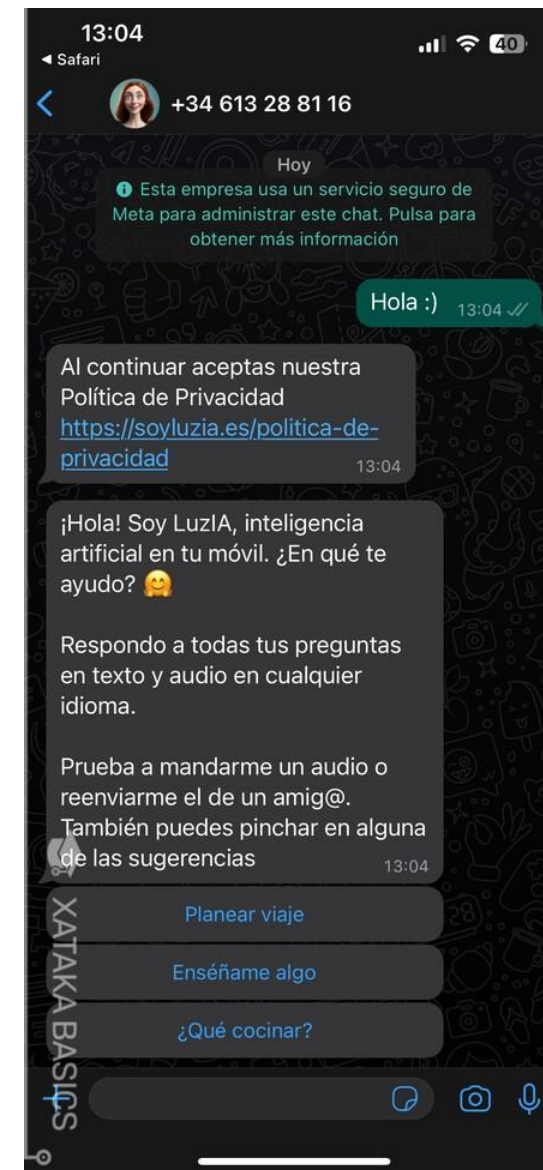 13:04
◀ Safari
40
+34 613 28 81 16
Hoy
Esta empresa usa un servicio seguro de
Meta para administrar este chat. Pulsa para
obtener más información
Hola :) 13:04
Al continuar aceptas nuestra
Política de Privacidad
https://soyluzia.es/politica-de-
privacidad
13:04
¡Hola! Soy LuzIA, inteligencia
artificial en tu móvil. ¿En qué te
ayudo? 🤗
Respondo a todas tus preguntas
en texto y audio en cualquier
idioma.
Prueba a mandarme un audio o
reenviarme el de un amig@.
También puedes pinchar en alguna
de las sugerencias
13:04
Planear viaje
Enséñame algo
¿Qué cocinar?
XATAKA BASICS